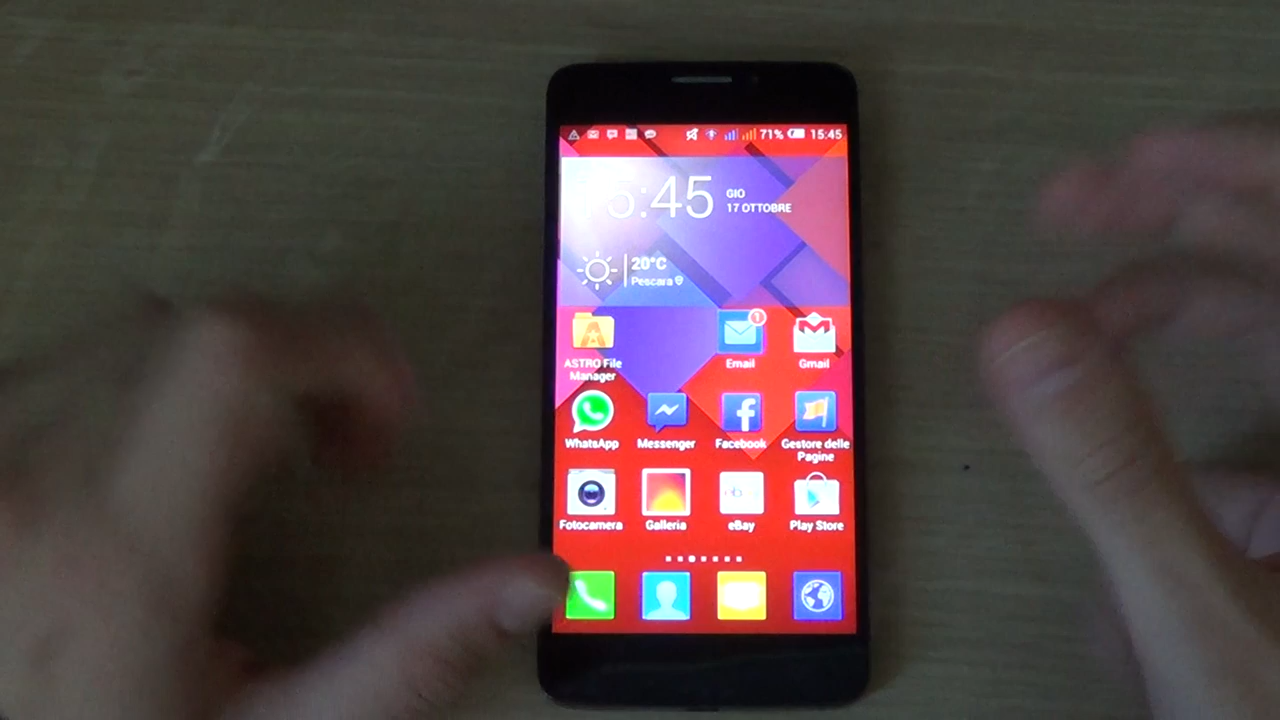 71% 15:45
5:45
GIO
17 OTTOBRE
20°C
Pescara
1
ASTRO File
Manager
Email
Gmail
WhatsApp
Messenger
Facebook
Gestore delle
Pagine
Fotocamera
Galleria
eBay
Play Store